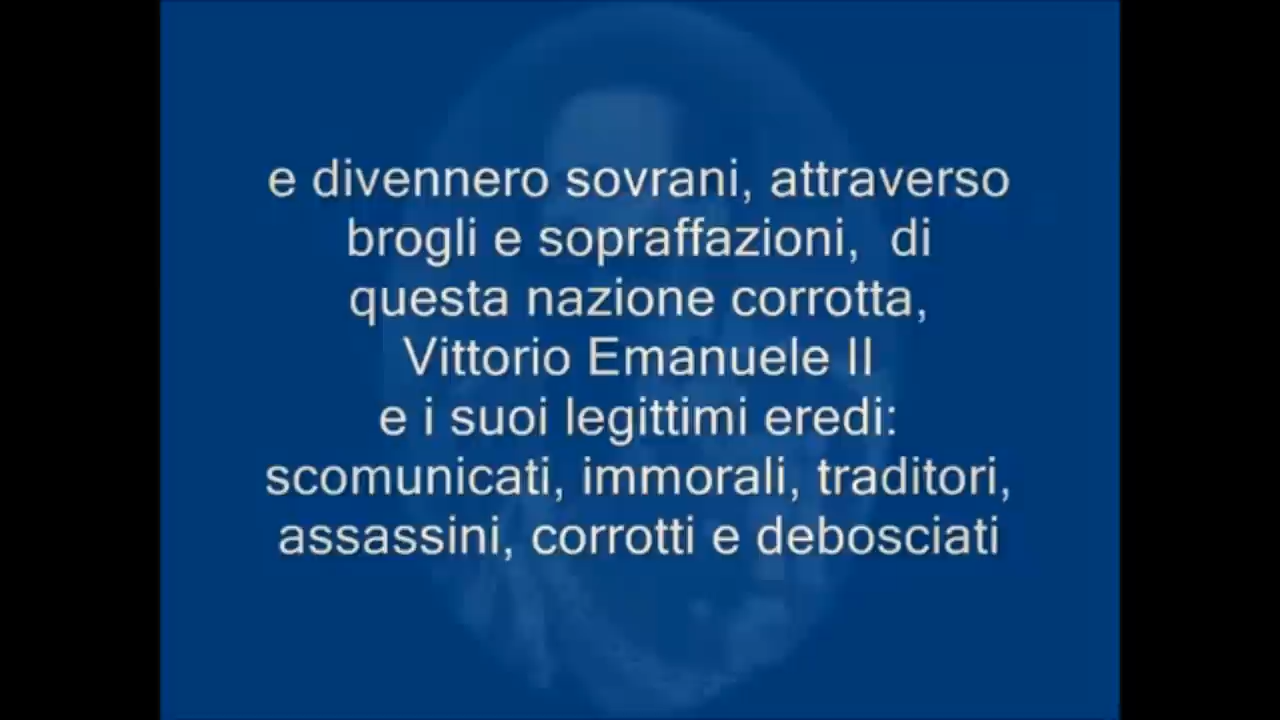 e divennero sovrani, attraverso
brogli e sopraffazioni, di
questa nazione corrotta,
Vittorio Emanuele II
e i suoi legittimi eredi:
scomunicati, immorali, traditori,
assassini, corrotti e debosciati